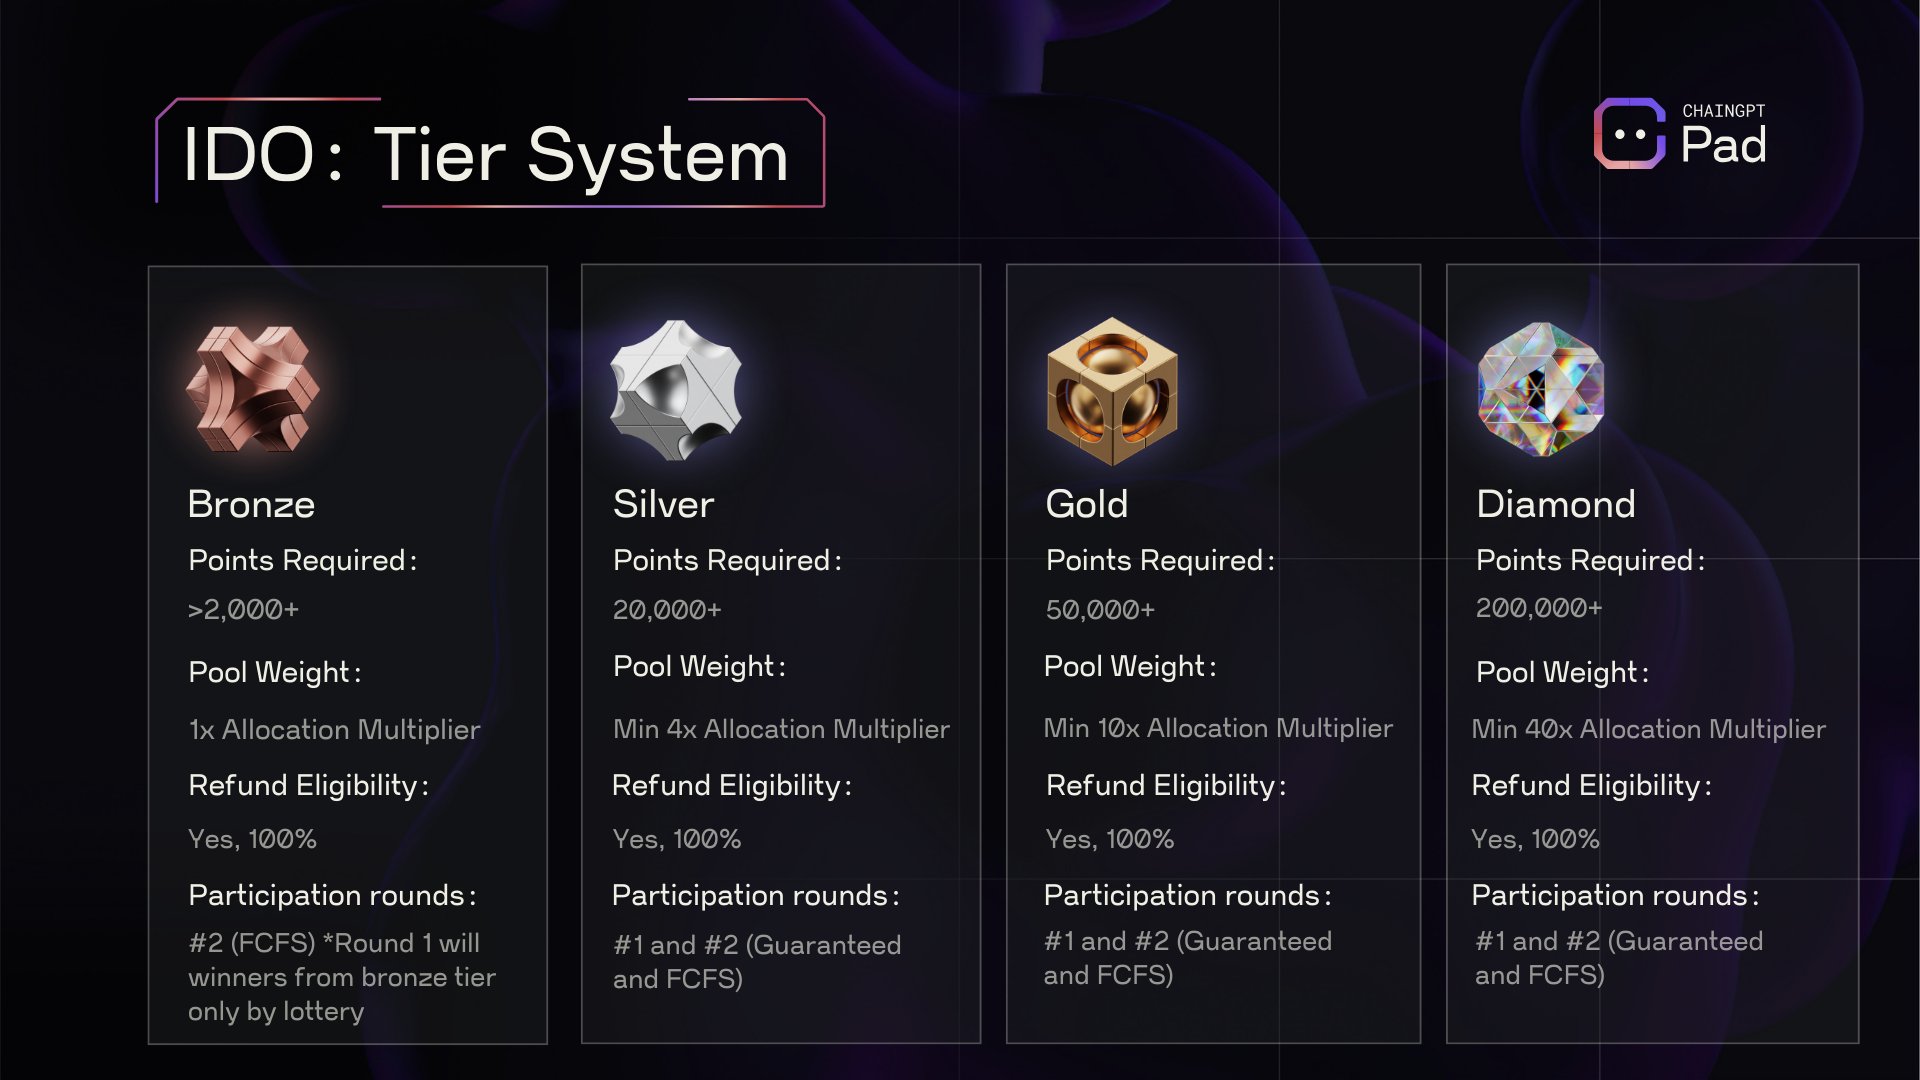 IDO: Tier System
CHAINGPT
Pad
Bronze
Points Required:
>2,000+
Pool Weight:
1x Allocation Multiplier
Refund Eligibility:
Yes, 100%
Participation rounds:
#2 (FCFS) *Round 1 will
winners from bronze tier
only by lottery
Silver
Points Required:
20,000+
Pool Weight:
Min 4x Allocation Multiplier
Refund Eligibility:
Yes, 100%
Participation rounds:
#1 and #2 (Guaranteed
and FCFS)
Gold
Points Required:
50,000+
Pool Weight:
Min 10x Allocation Multiplier
Refund Eligibility:
Yes, 100%
Participation rounds:
#1 and #2 (Guaranteed
and FCFS)
Diamond
Points Required:
200,000+
Pool Weight:
Min 40x Allocation Multiplier
Refund Eligibility:
Yes, 100%
Participation rounds:
#1 and #2 (Guaranteed
and FCFS)